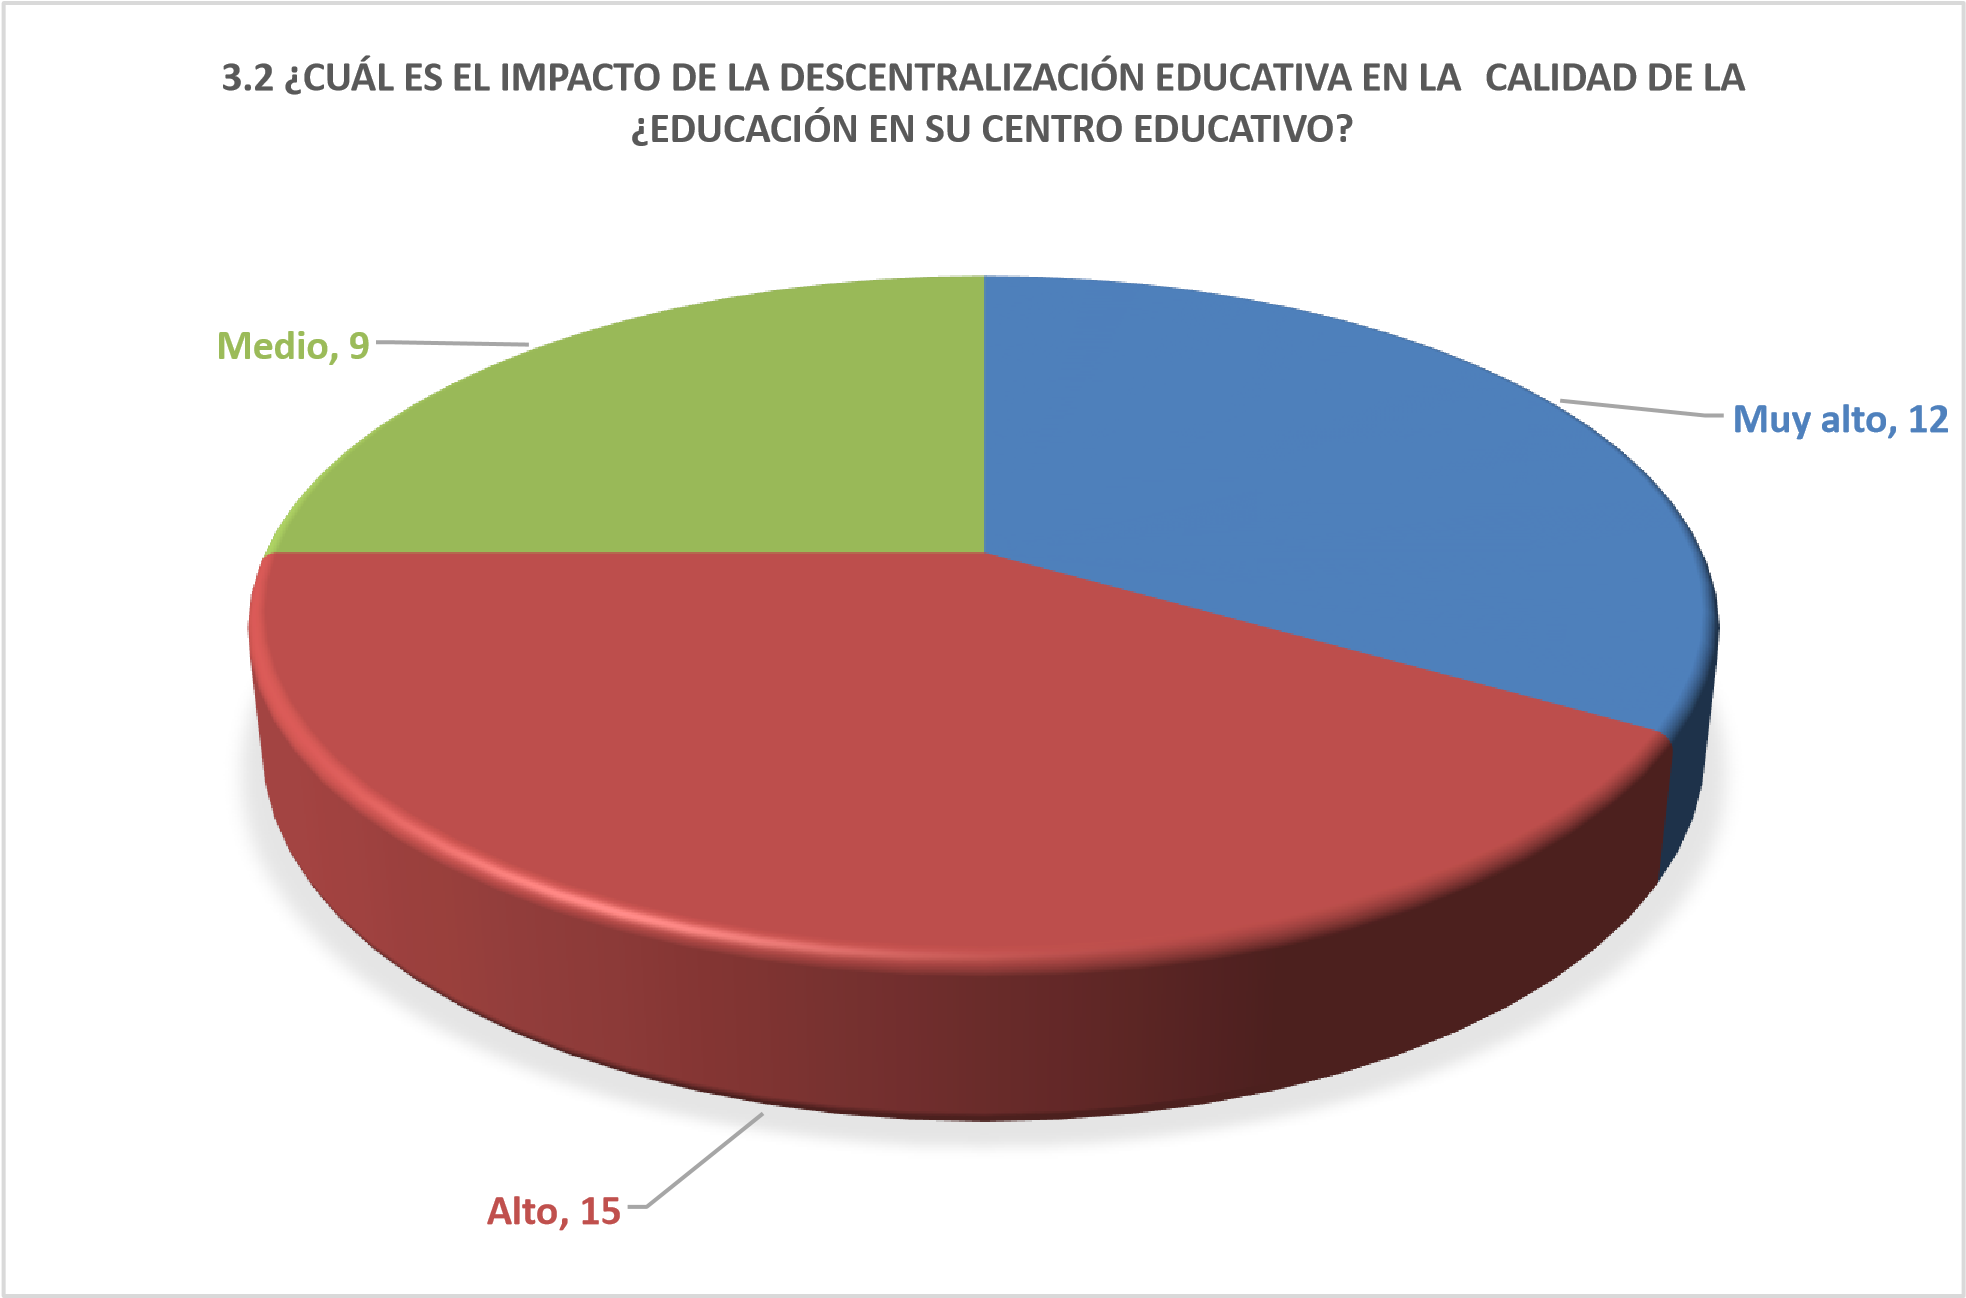 3.2 ¿CUÁL ES EL IMPACTO DE LA DESCENTRALIZACIÓN EDUCATIVA EN LA CALIDAD DE LA
¿EDUCACIÓN EN SU CENTRO EDUCATIVO?
Medio, 9
Muy alto, 12
Alto, 15